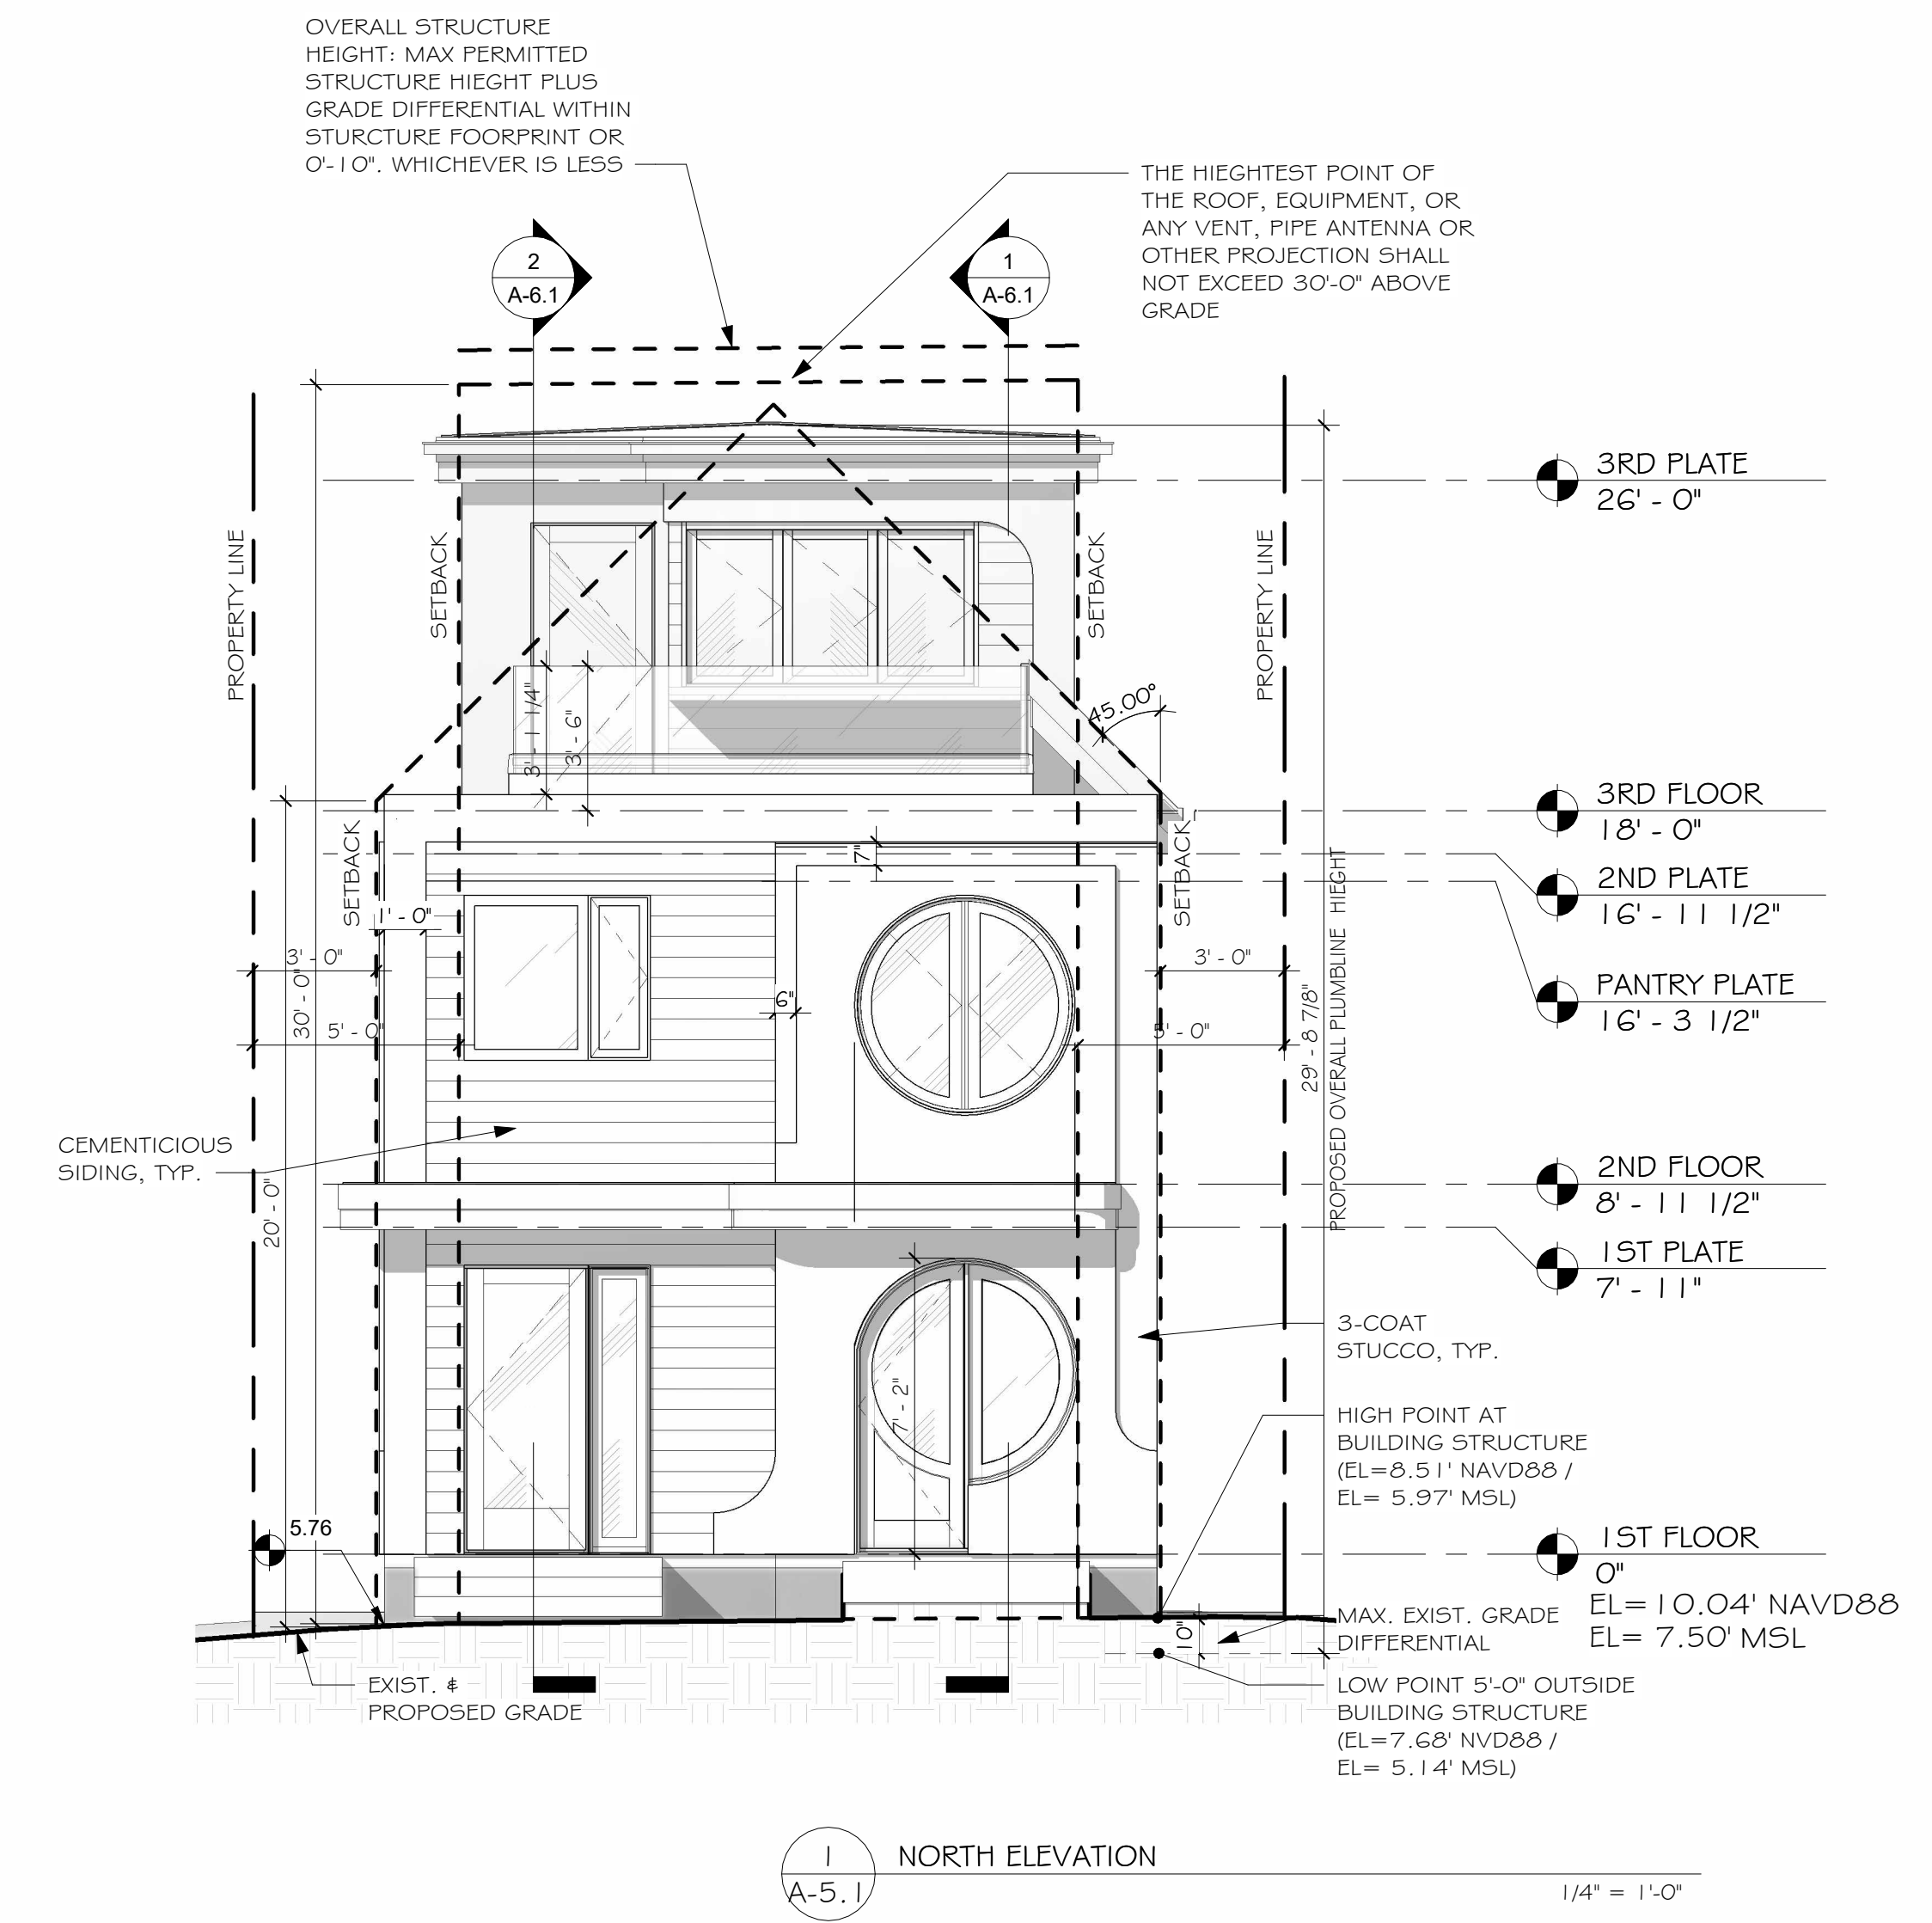 OVERALL STRUCTURE
HEIGHT: MAX PERMITTED
STRUCTURE HIEGHT PLUS
GRADE DIFFERENTIAL WITHIN
STURCTURE FOORPRINT OR
0'-10". WHICHEVER IS LESS
THE HIEGHTEST POINT OF
THE ROOF, EQUIPMENT, OR
ANY VENT, PIPE ANTENNA OR
OTHER PROJECTION SHALL
NOT EXCEED 30'-0" ABOVE
GRADE
2
A-6.1
1
A-6.1
3RD PLATE
26' - 0"
PROPERTY LINE
SETBACK
SETBACK
PROPERTY LINE
45.00°
3' - 1 1/4"
3' - 6"
3RD FLOOR
18' - 0"
SETBACK
SETBACK
7"
2ND PLATE
16' - 11 1/2"
1' - 0"
3' - 0"
3' - 0"
30' - 0"
6"
PANTRY PLATE
16' - 3 1/2"
5' - 0"
5' - 0"
29' - 8 7/8"
PROPOSED OVERALL PLUMBLINE HIEGHT
CEMENTICIOUS
SIDING, TYP.
20' - 0"
2ND FLOOR
8' - 11 1/2"
1ST PLATE
7' - 11"
3-COAT
STUCCO, TYP.
7' - 2"
HIGH POINT AT
BUILDING STRUCTURE
(EL=8.51' NAVD88 /
EL= 5.97' MSL)
5.76
1ST FLOOR
0"
EL=10.04' NAVD88
EL= 7.50' MSL
MAX. EXIST. GRADE
DIFFERENTIAL
10"
EXIST. &
PROPOSED GRADE
LOW POINT 5'-0" OUTSIDE
BUILDING STRUCTURE
(EL=7.68' NVD88 /
EL= 5.14' MSL)
1
A-5.1
NORTH ELEVATION
1/4" = 1'-0"